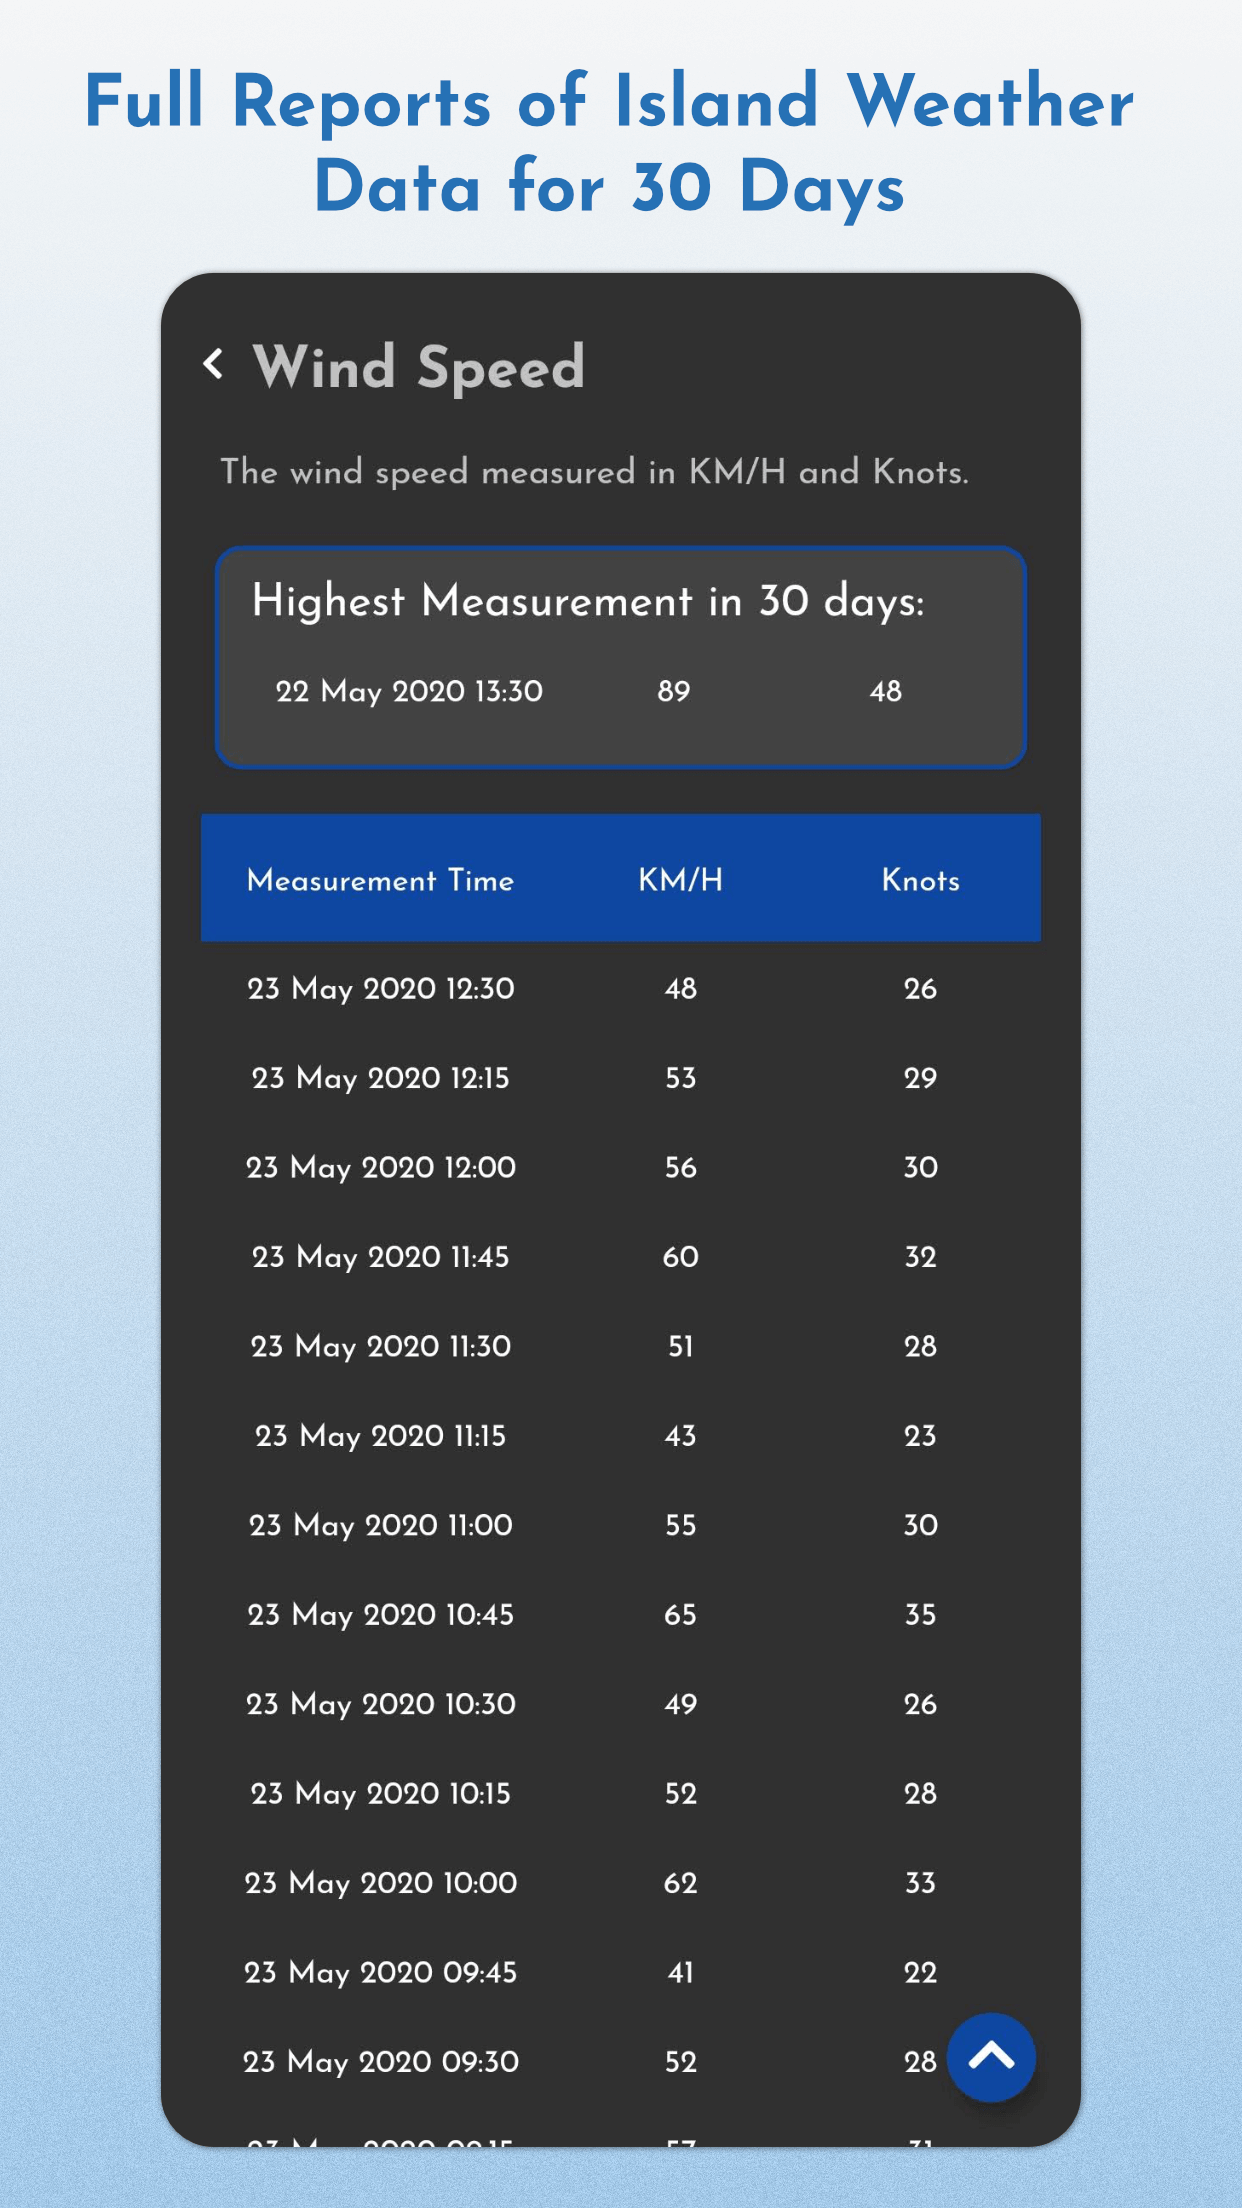 Full Reports of Island Weather
Data for 30 Days
Wind Speed
The wind speed measured in KM/H and Knots.
Highest Measurement in 30 days:
22 May 2020 13:30 89 48
Measurement Time KM/H Knots
23 May 2020 12:30 48 26
23 May 2020 12:15 53 29
23 May 2020 12:00 56 30
23 May 2020 11:45 60 32
23 May 2020 11:30 51 28
23 May 2020 11:15 43 23
23 May 2020 11:00 55 30
23 May 2020 10:45 65 35
23 May 2020 10:30 49 26
23 May 2020 10:15 52 28
23 May 2020 10:00 62 33
23 May 2020 09:45 41 22
23 May 2020 09:30 52 28